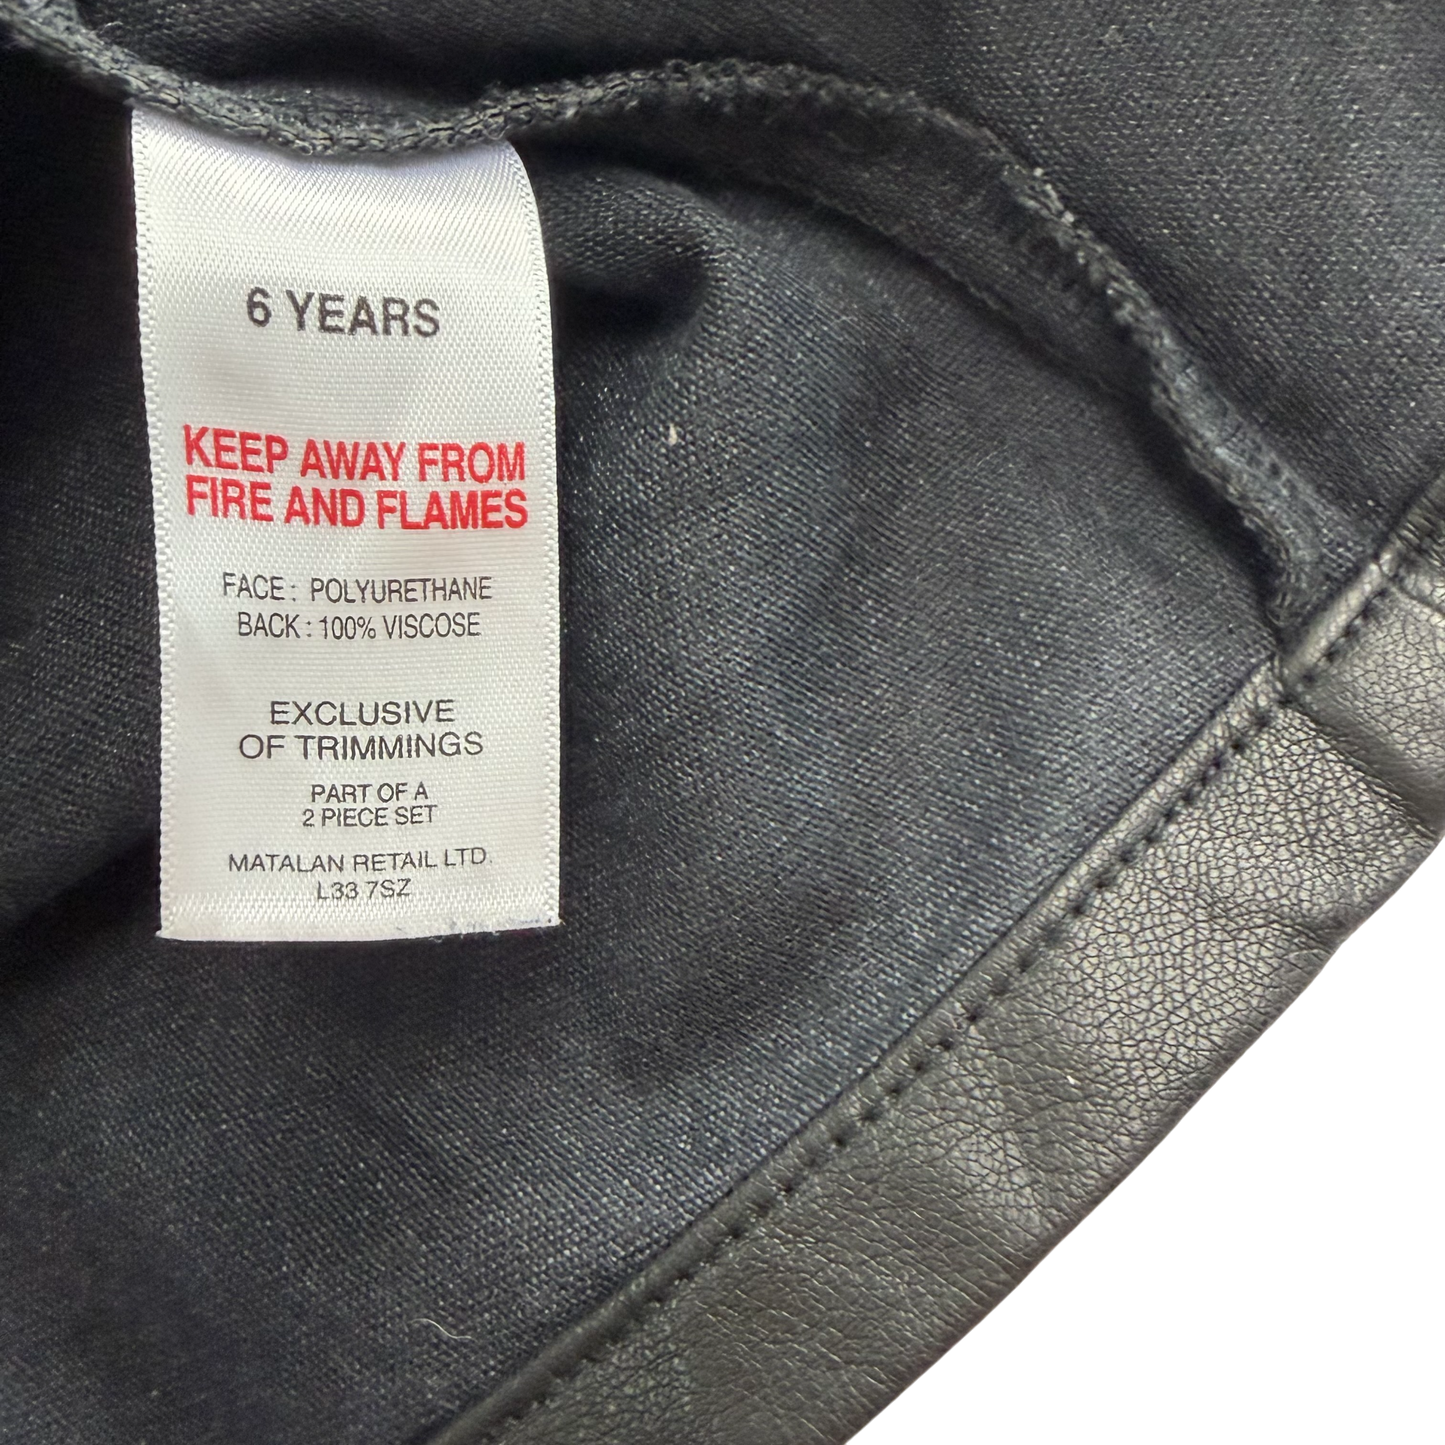 6 YEARS
KEEP AWAY FROM
FIRE AND FLAMES
FACE: POLYURETHANE
BACK: 100% VISCOSE
EXCLUSIVE
OF TRIMMINGS
PART OF A
2 PIECE SET
MATALAN RETAIL LTD.
L33 7SZ